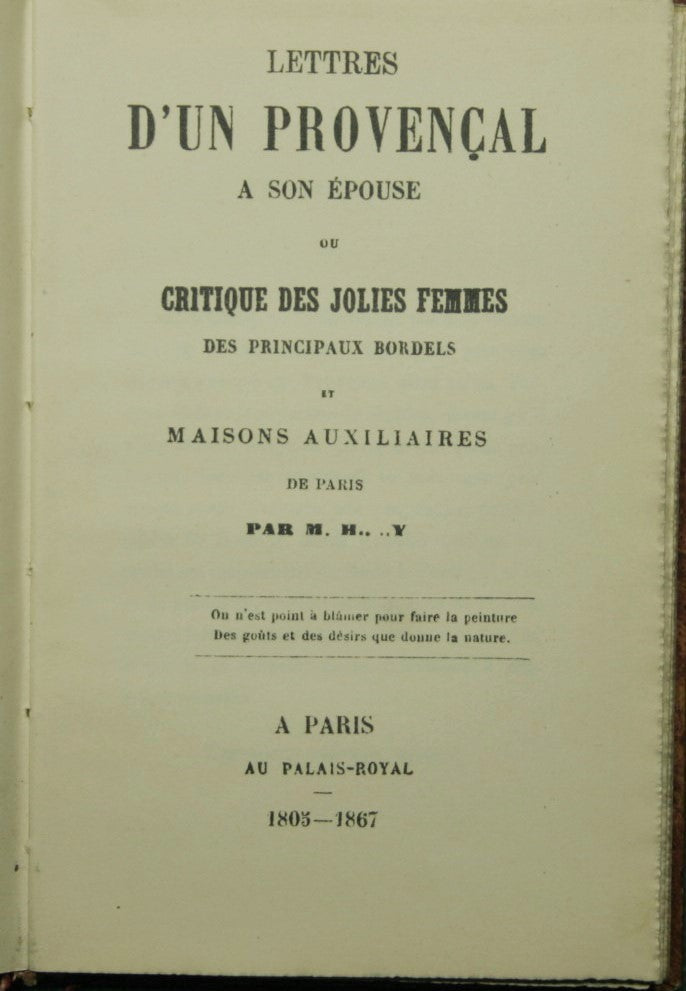 LETTRES
D'UN PROVENÇAL
A SON ÉPOUSE
OU
CRITIQUE DES JOLIES FEMMES
DES PRINCIPAUX BORDELS
ET
MAISONS AUXILIAIRES
DE PARIS
PAR M. H.. ..Y
On n'est point à blâmer pour faire la peinture
Des goûts et des désirs que donne la nature.
A PARIS
AU PALAIS-ROYAL
1805—1867